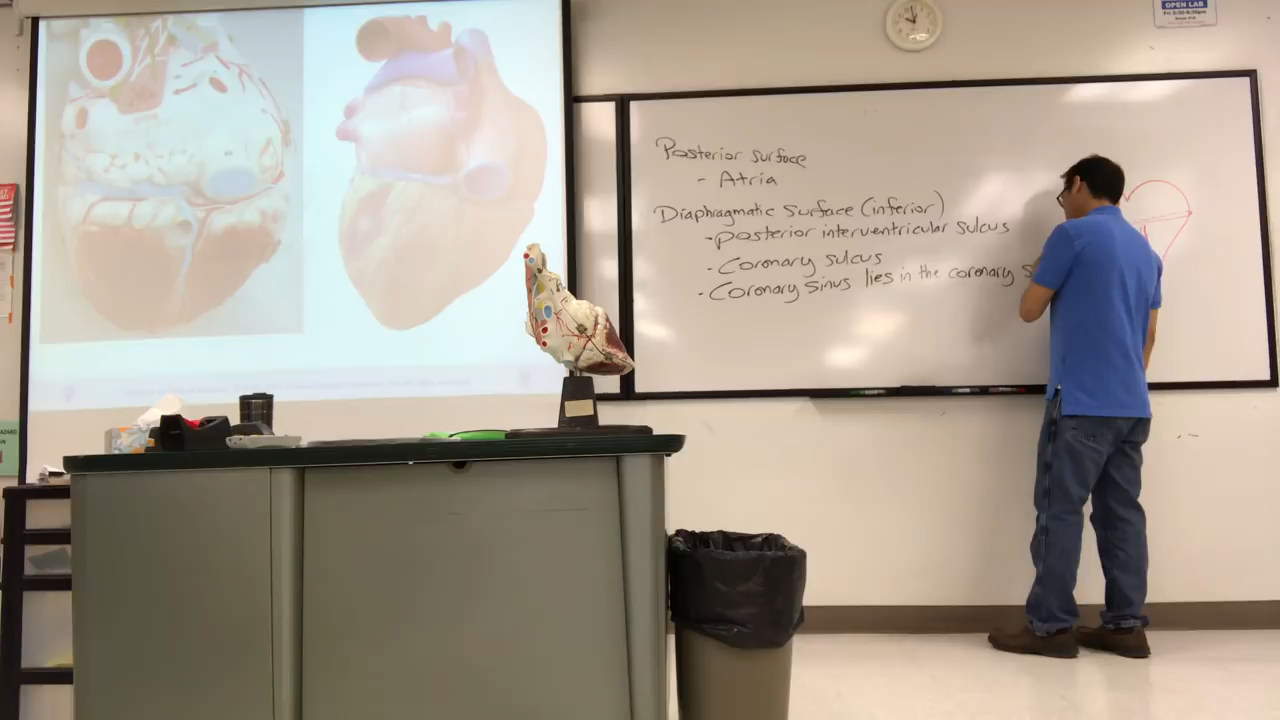 OPEN LAB
Posterior surface
- Atria
Diaphragmatic surface (inferior)
- posterior interventricular sulcus
- Coronary sulcus
- Coronary sinus lies in the coronary s